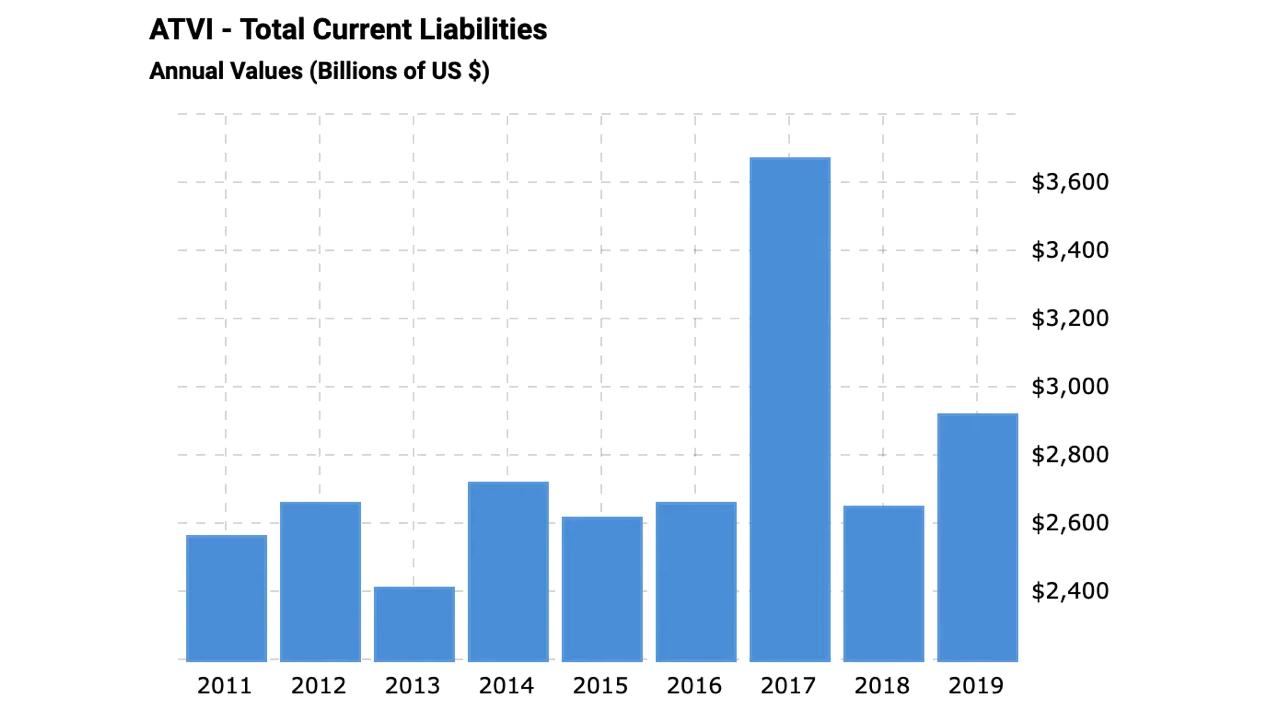 ATVI - Total Current Liabilities
Annual Values (Billions of US $)
$3,600
$3,400
$3,200
$3,000
$2,800
$2,600
$2,400
2011 2012 2013 2014 2015 2016 2017 2018 2019